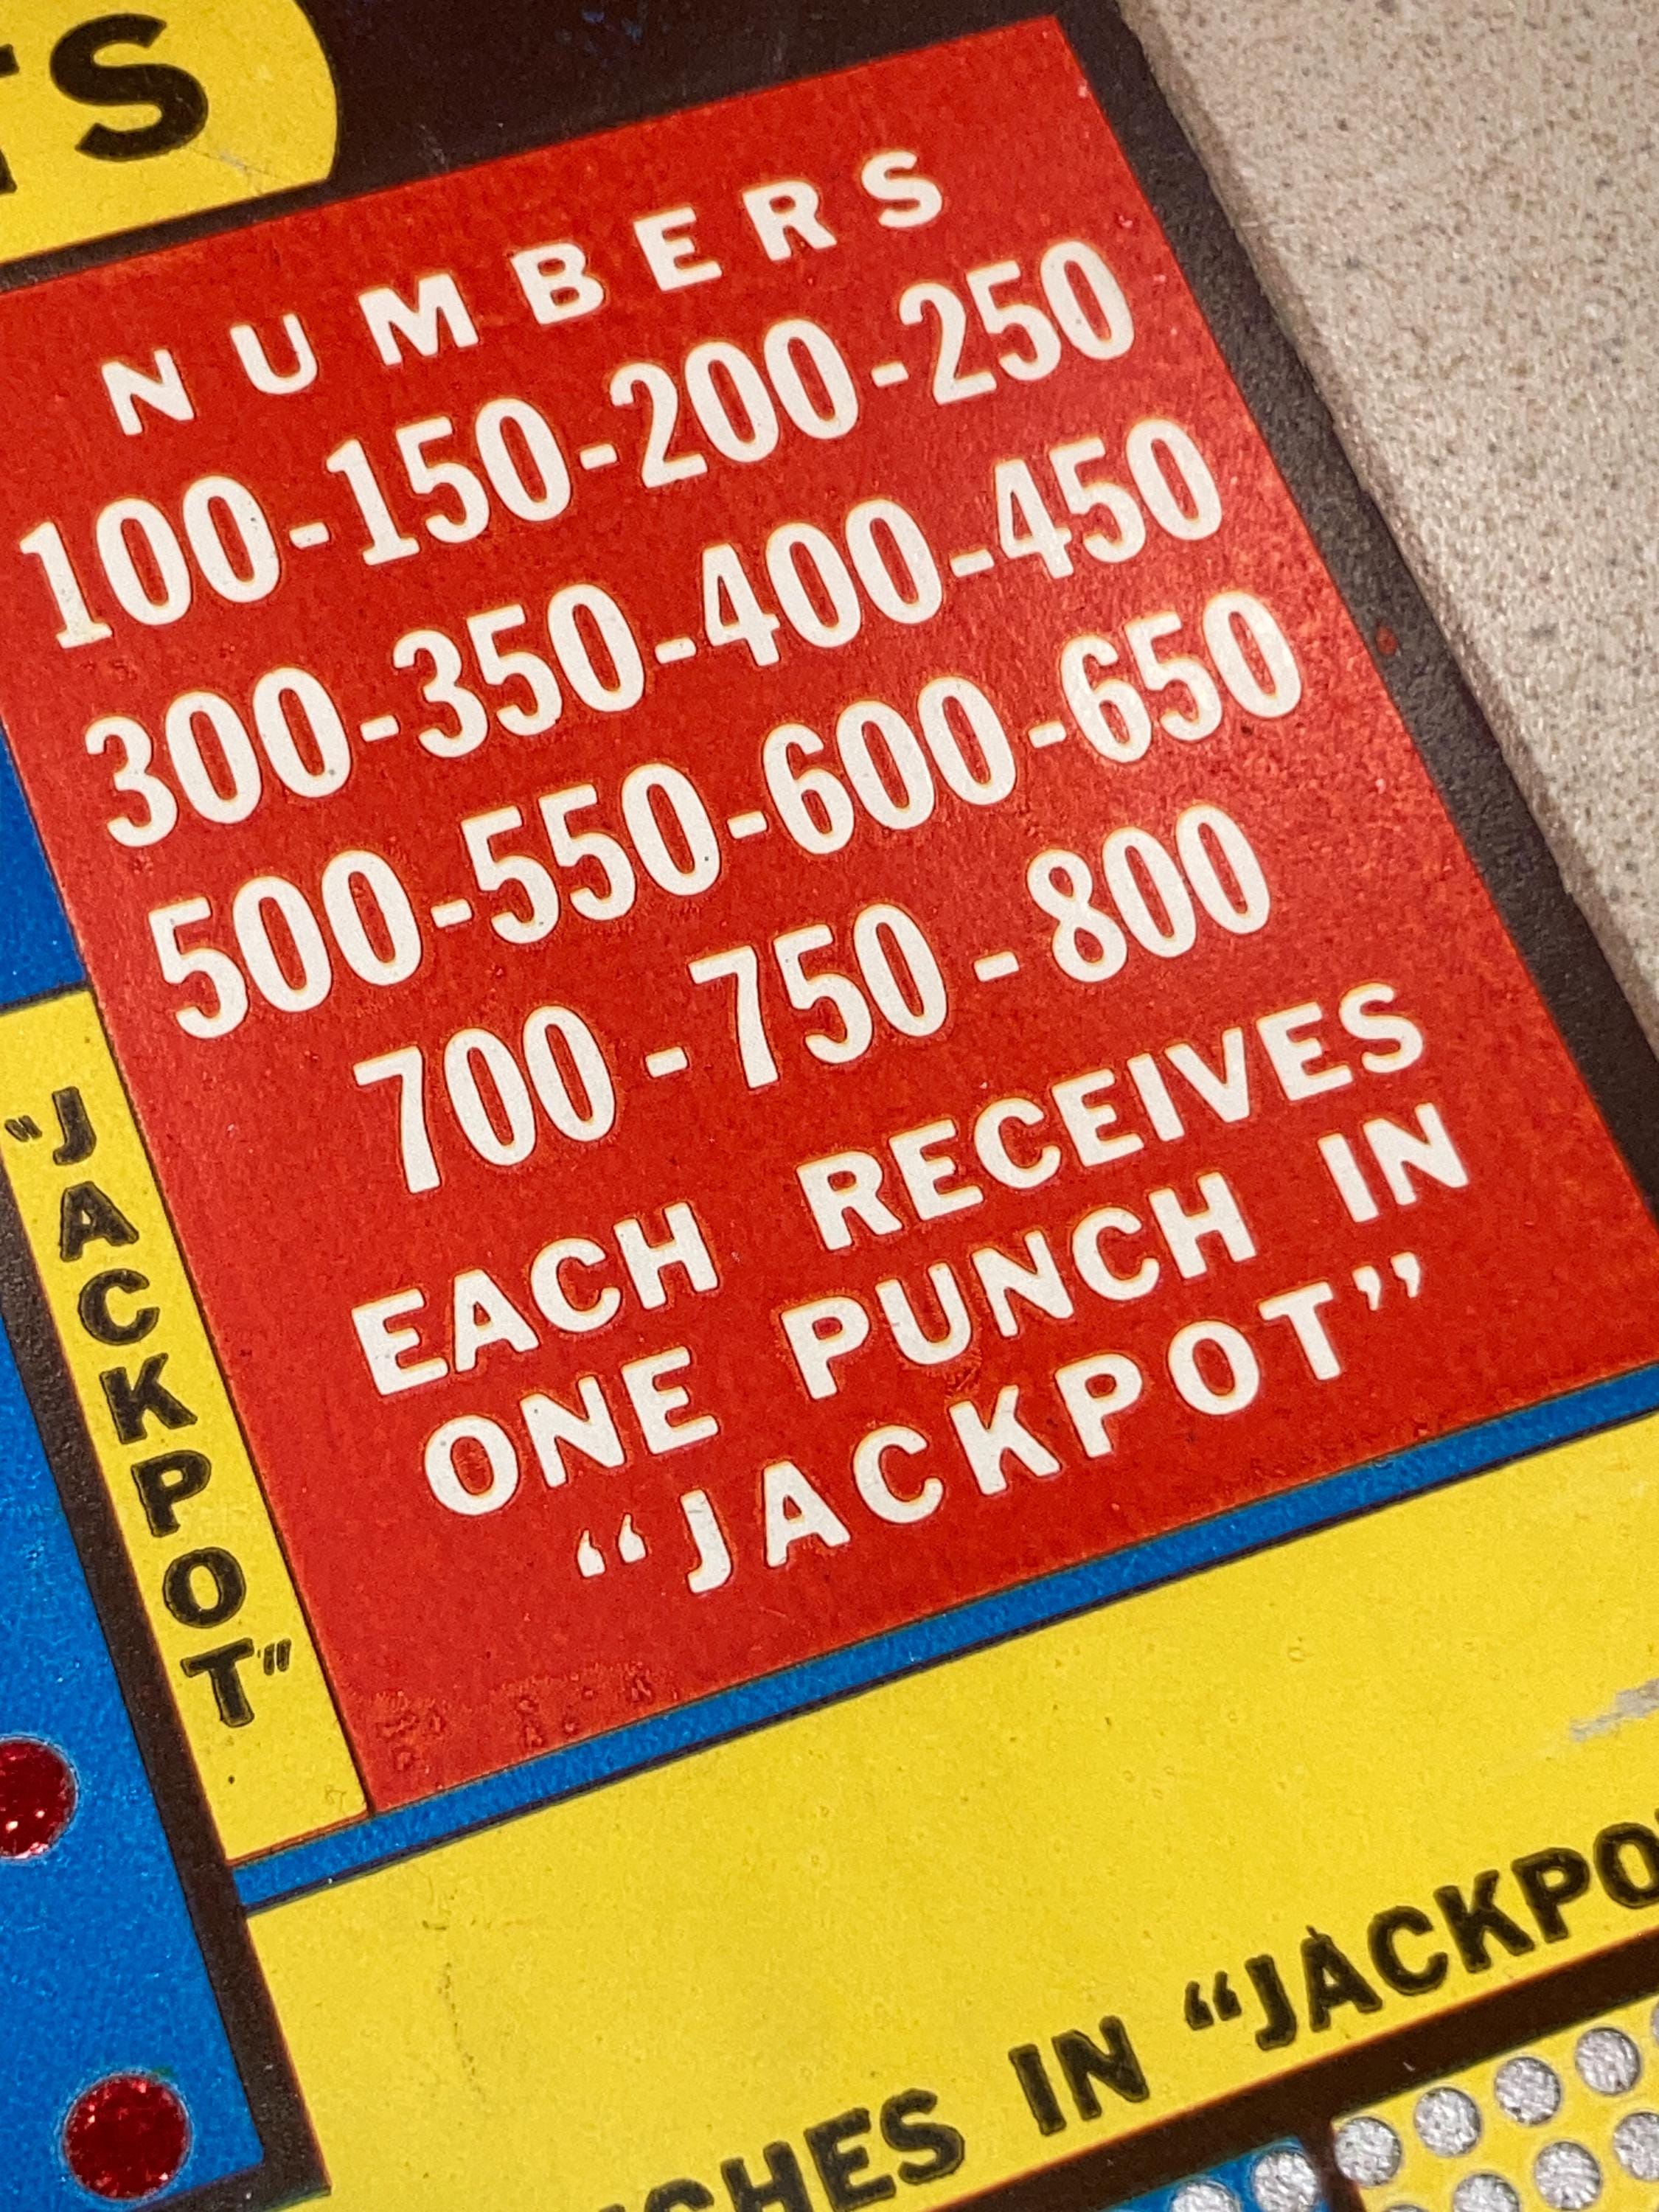 NUMBERS
100-150-200-250
300-350-400-450
500-550-600-650
700-750-800
EACH RECEIVES
ONE PUNCH IN
“JACKPOT”
"JACKPOT"
IN “JACKPO